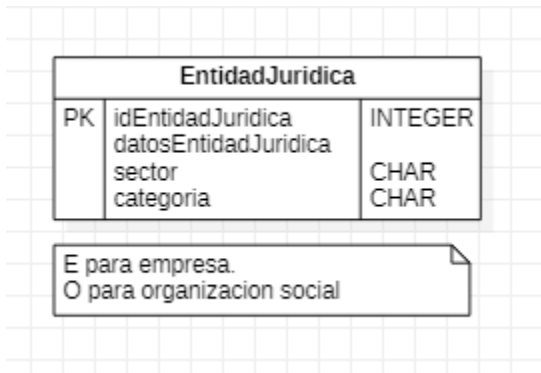 EntidadJuridica
PK idEntidadJuridica INTEGER
datosEntidadJuridica
sector CHAR
categoria CHAR
E para empresa.
O para organizacion social